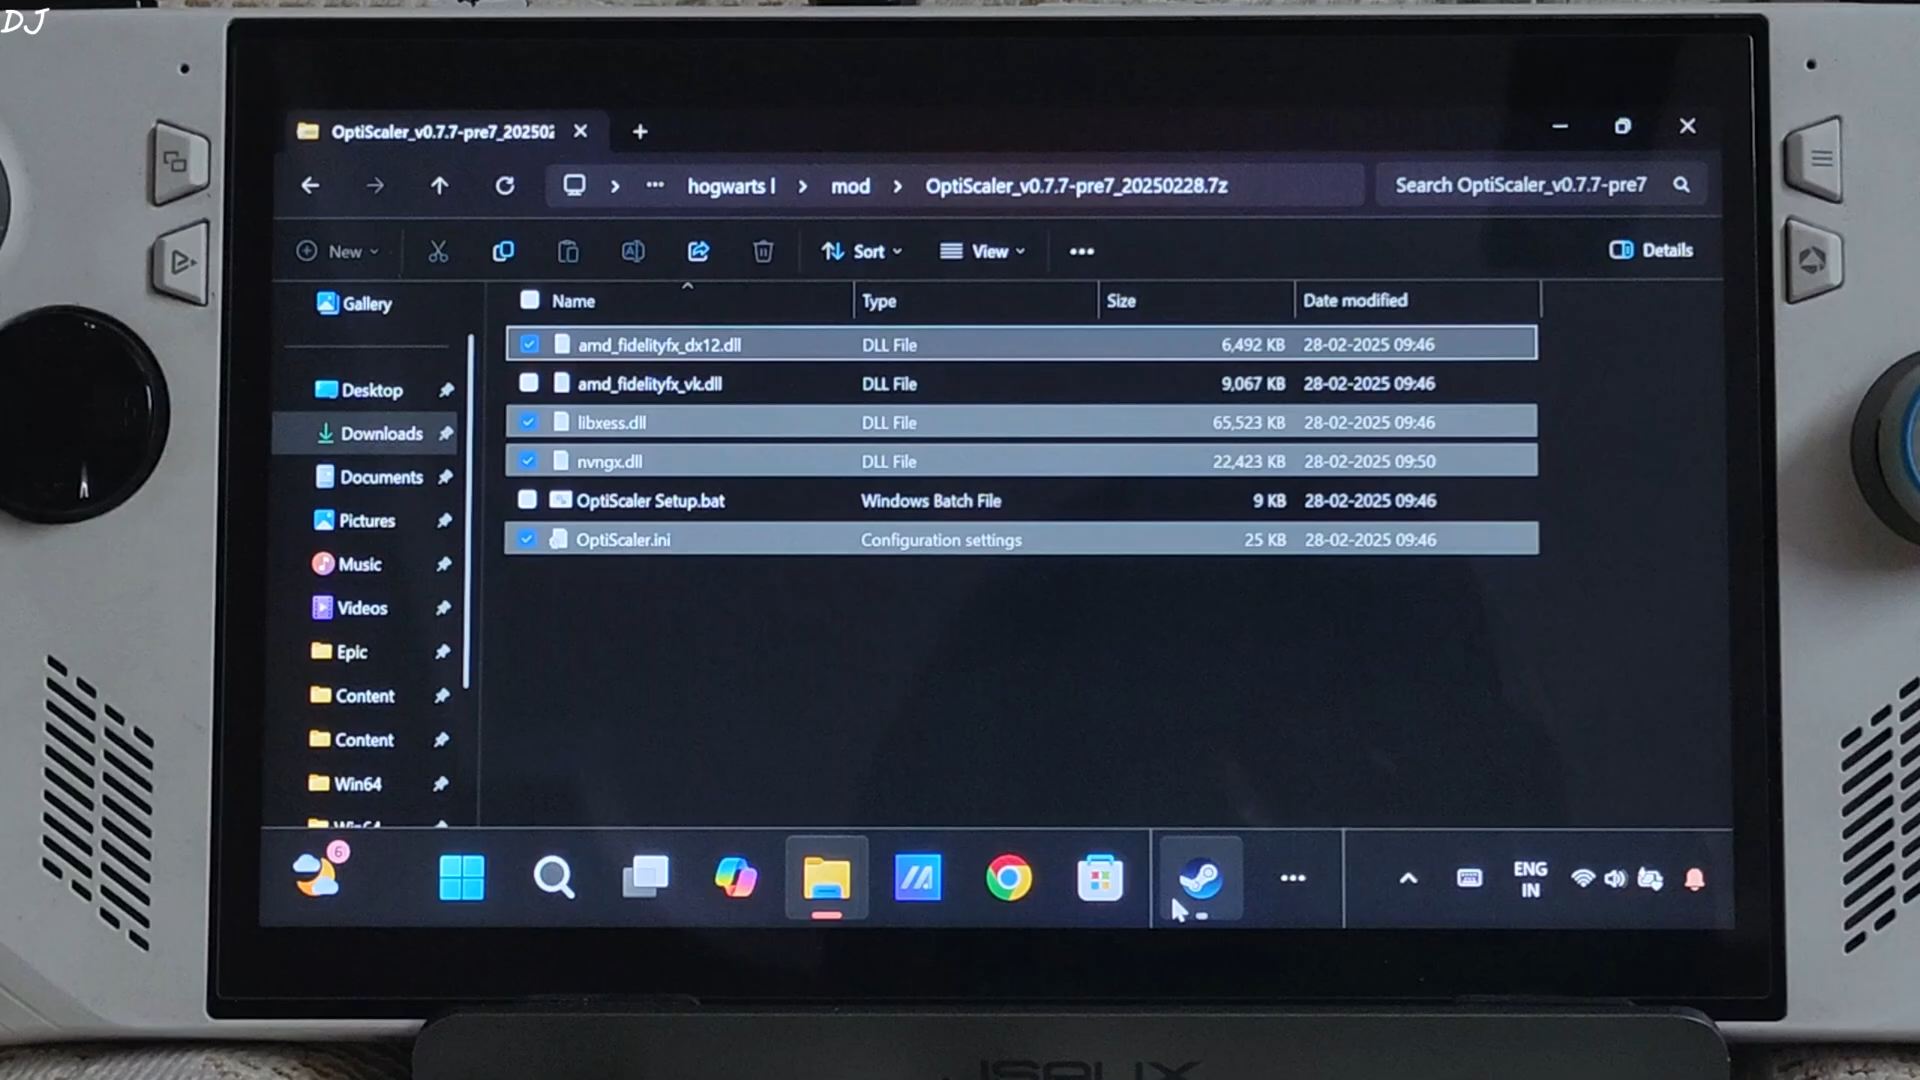 DJ
OptiScaler_v0.7.7-pre7_202502
hogwarts l > mod > OptiScaler_v0.7.7-pre7_20250228.7z
Search OptiScaler_v0.7.7-pre7
New
Sort
View
Details
Name Type Size Date modified
amd_fidelityfx_dx12.dll DLL File 6,492 KB 28-02-2025 09:46
amd_fidelityfx_vk.dll DLL File 9,067 KB 28-02-2025 09:46
libxess.dll DLL File 65,523 KB 28-02-2025 09:46
nvngx.dll DLL File 22,423 KB 28-02-2025 09:50
OptiScaler Setup.bat Windows Batch File 9 KB 28-02-2025 09:46
OptiScaler.ini Configuration settings 25 KB 28-02-2025 09:46
Gallery
Desktop
Downloads
Documents
Pictures
Music
Videos
Epic
Content
Content
Win64
Win64
6
ENG
IN
JSAUX